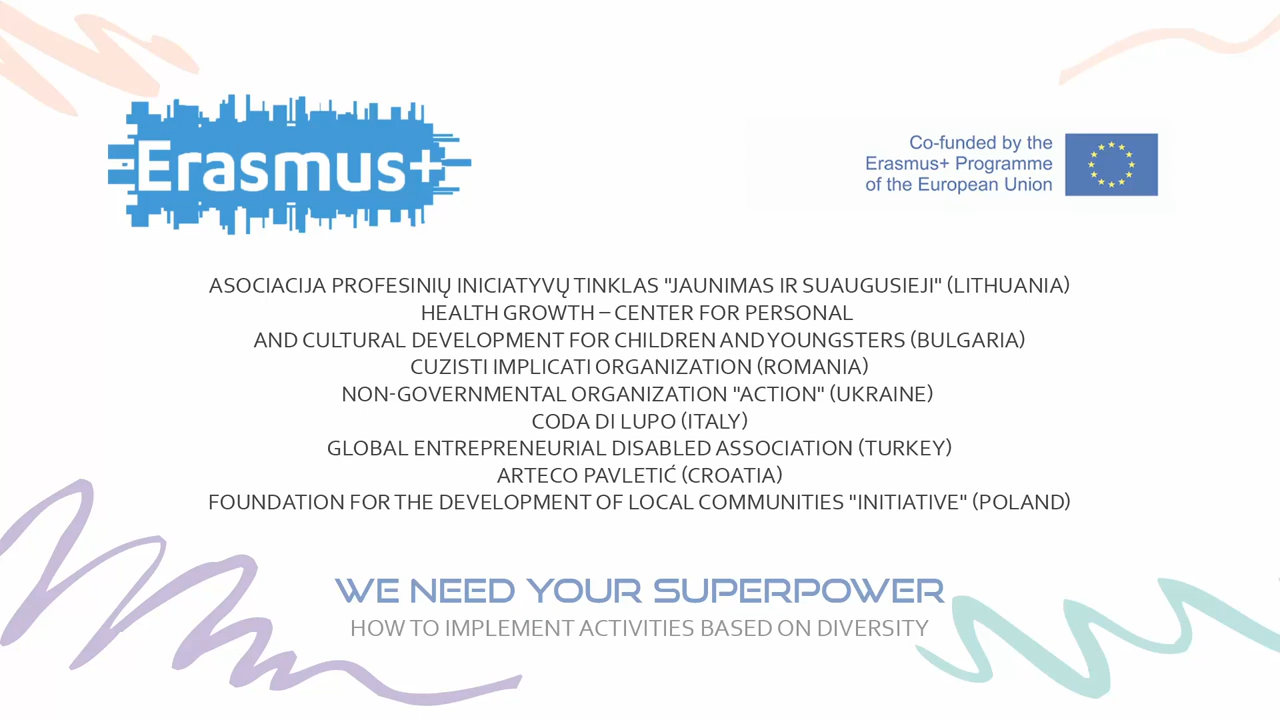 Erasmus+
Co-funded by the
Erasmus+ Programme
of the European Union
ASOCIACIJA PROFESINIŲ INICIATYVŲ TINKLAS "JAUNIMAS IR SUAUGUSIEJI" (LITHUANIA)
HEALTH GROWTH – CENTER FOR PERSONAL
AND CULTURAL DEVELOPMENT FOR CHILDREN AND YOUNGSTERS (BULGARIA)
CUZISTI IMPLICATI ORGANIZATION (ROMANIA)
NON-GOVERNMENTAL ORGANIZATION "ACTION" (UKRAINE)
CODA DI LUPO (ITALY)
GLOBAL ENTREPRENEURIAL DISABLED ASSOCIATION (TURKEY)
ARTECO PAVLETIĆ (CROATIA)
FOUNDATION FOR THE DEVELOPMENT OF LOCAL COMMUNITIES "INITIATIVE" (POLAND)
WE NEED YOUR SUPERPOWER
HOW TO IMPLEMENT ACTIVITIES BASED ON DIVERSITY